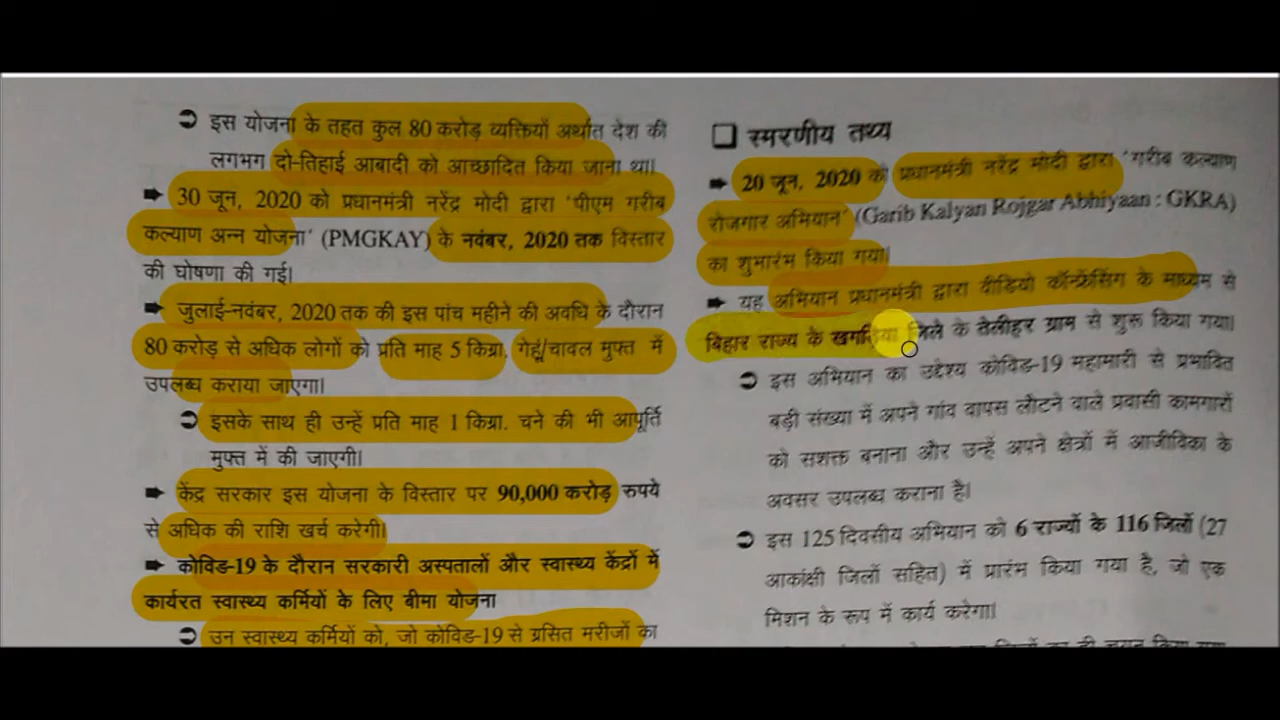 इस योजना के तहत कुल 80 करोड़ व्यक्तियों अर्थात देश की
लगभग दो-तिहाई आबादी को आच्छादित किया जाना था।
30 जून, 2020 को प्रधानमंत्री नरेंद्र मोदी द्वारा 'पीएम गरीब
कल्याण अन्न योजना' (PMGKAY) के नवंबर, 2020 तक विस्तार
की घोषणा की गई।
जुलाई-नवंबर, 2020 तक की इस पांच महीने की अवधि के दौरान
80 करोड़ से अधिक लोगों को प्रति माह 5 किग्रा. गेहूं/चावल मुफ्त में
उपलब्ध कराया जाएगा।
इसके साथ ही उन्हें प्रति माह 1 किग्रा. चने की भी आपूर्ति
मुफ्त में की जाएगी।
केंद्र सरकार इस योजना के विस्तार पर 90,000 करोड़ रुपये
से अधिक की राशि खर्च करेगी।
कोविड-19 के दौरान सरकारी अस्पतालों और स्वास्थ्य केंद्रों में
कार्यरत स्वास्थ्य कर्मियों के लिए बीमा योजना
उन स्वास्थ्य कर्मियों को, जो कोविड-19 से ग्रसित मरीजों का
स्मरणीय तथ्य
20 जून, 2020 को प्रधानमंत्री नरेंद्र मोदी द्वारा 'गरीब कल्याण
रोजगार अभियान' (Garib Kalyan Rojgar Abhiyaan : GKRA)
का शुभारंभ किया गया।
यह अभियान प्रधानमंत्री द्वारा वीडियो कॉन्फ्रेंसिंग के माध्यम से
बिहार राज्य के खगड़िया जिले के तेलीहर ग्राम से शुरू किया गया।
इस अभियान का उद्देश्य कोविड-19 महामारी से प्रभावित
बड़ी संख्या में अपने गांव वापस लौटने वाले प्रवासी कामगारों
को सशक्त बनाना और उन्हें अपने क्षेत्रों में आजीविका के
अवसर उपलब्ध कराना है।
इस 125 दिवसीय अभियान को 6 राज्यों के 116 जिलों (27
आकांक्षी जिलों सहित) में प्रारंभ किया गया है, जो एक
मिशन के रूप में कार्य करेगा।